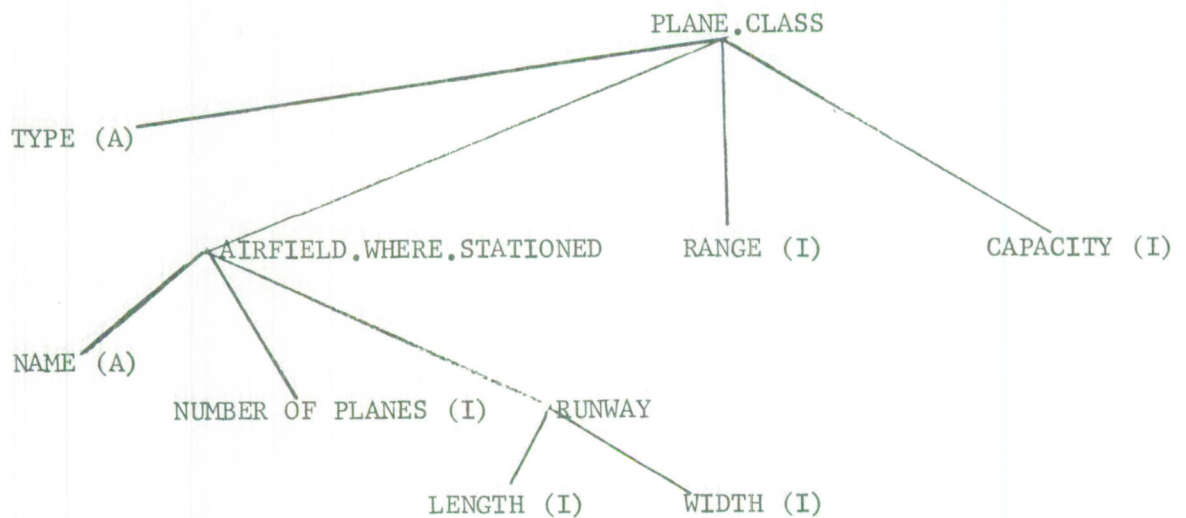 PLANE.CLASS
TYPE (A)
AIRFIELD.WHERE.STATIONED
RANGE (I)
CAPACITY (I)
NAME (A)
NUMBER OF PLANES (I)
RUNWAY
LENGTH (I)
WIDTH (I)